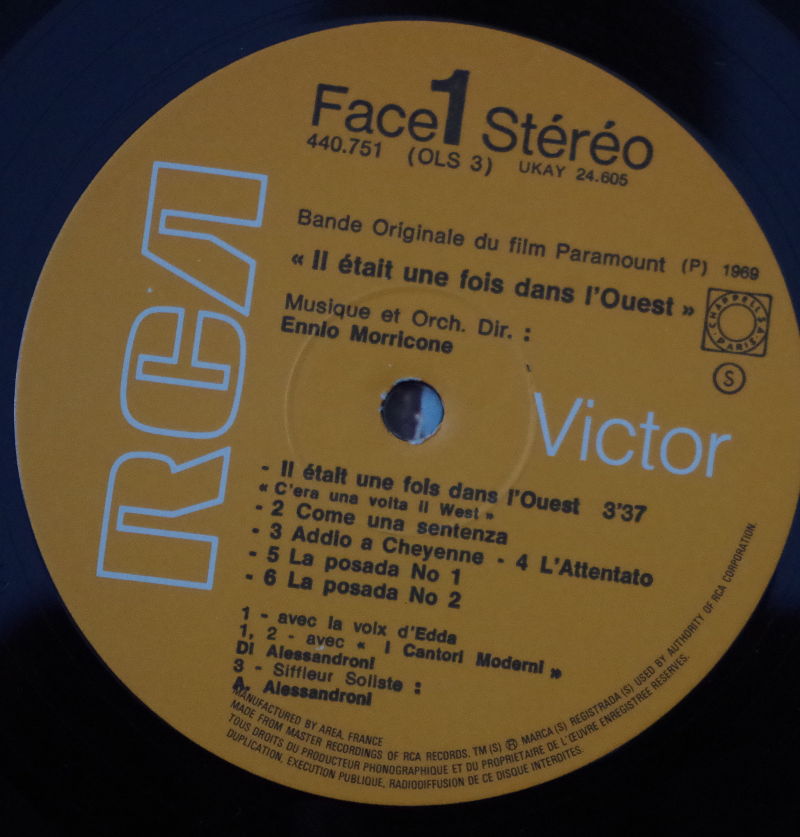 Face 1 Stéréo
440.751 (OLS 3) UKAY 24.605
RCA
Bande Originale du film Paramount (P) 1969
« Il était une fois dans l'Ouest »
CHAPPELL S.A
PARIS
S
Musique et Orch. Dir. :
Ennio Morricone
Victor
- Il était une fois dans l'Ouest 3'37
« C'era una volta il West »
- 2 Come una sentenza
- 3 Addio a Cheyenne - 4 L'Attentato
- 5 La posada No 1
- 6 La posada No 2
1 - avec la voix d'Edda
1, 2 - avec « I Cantori Moderni »
Di Alessandroni
3 - Siffleur Soliste :
A. Alessandroni
MANUFACTURED BY AREA, FRANCE
MADE FROM MASTER RECORDINGS OF RCA RECORDS. TM (S) ® MARCA (S) REGISTRADA (S) USED BY AUTHORITY OF RCA CORPORATION.
TOUS DROITS DU PRODUCTEUR PHONOGRAPHIQUE ET DU PROPRIETAIRE DE L'ŒUVRE ENREGISTREE RESERVES.
DUPLICATION, EXECUTION PUBLIQUE, RADIODIFFUSION DE CE DISQUE INTERDITES.